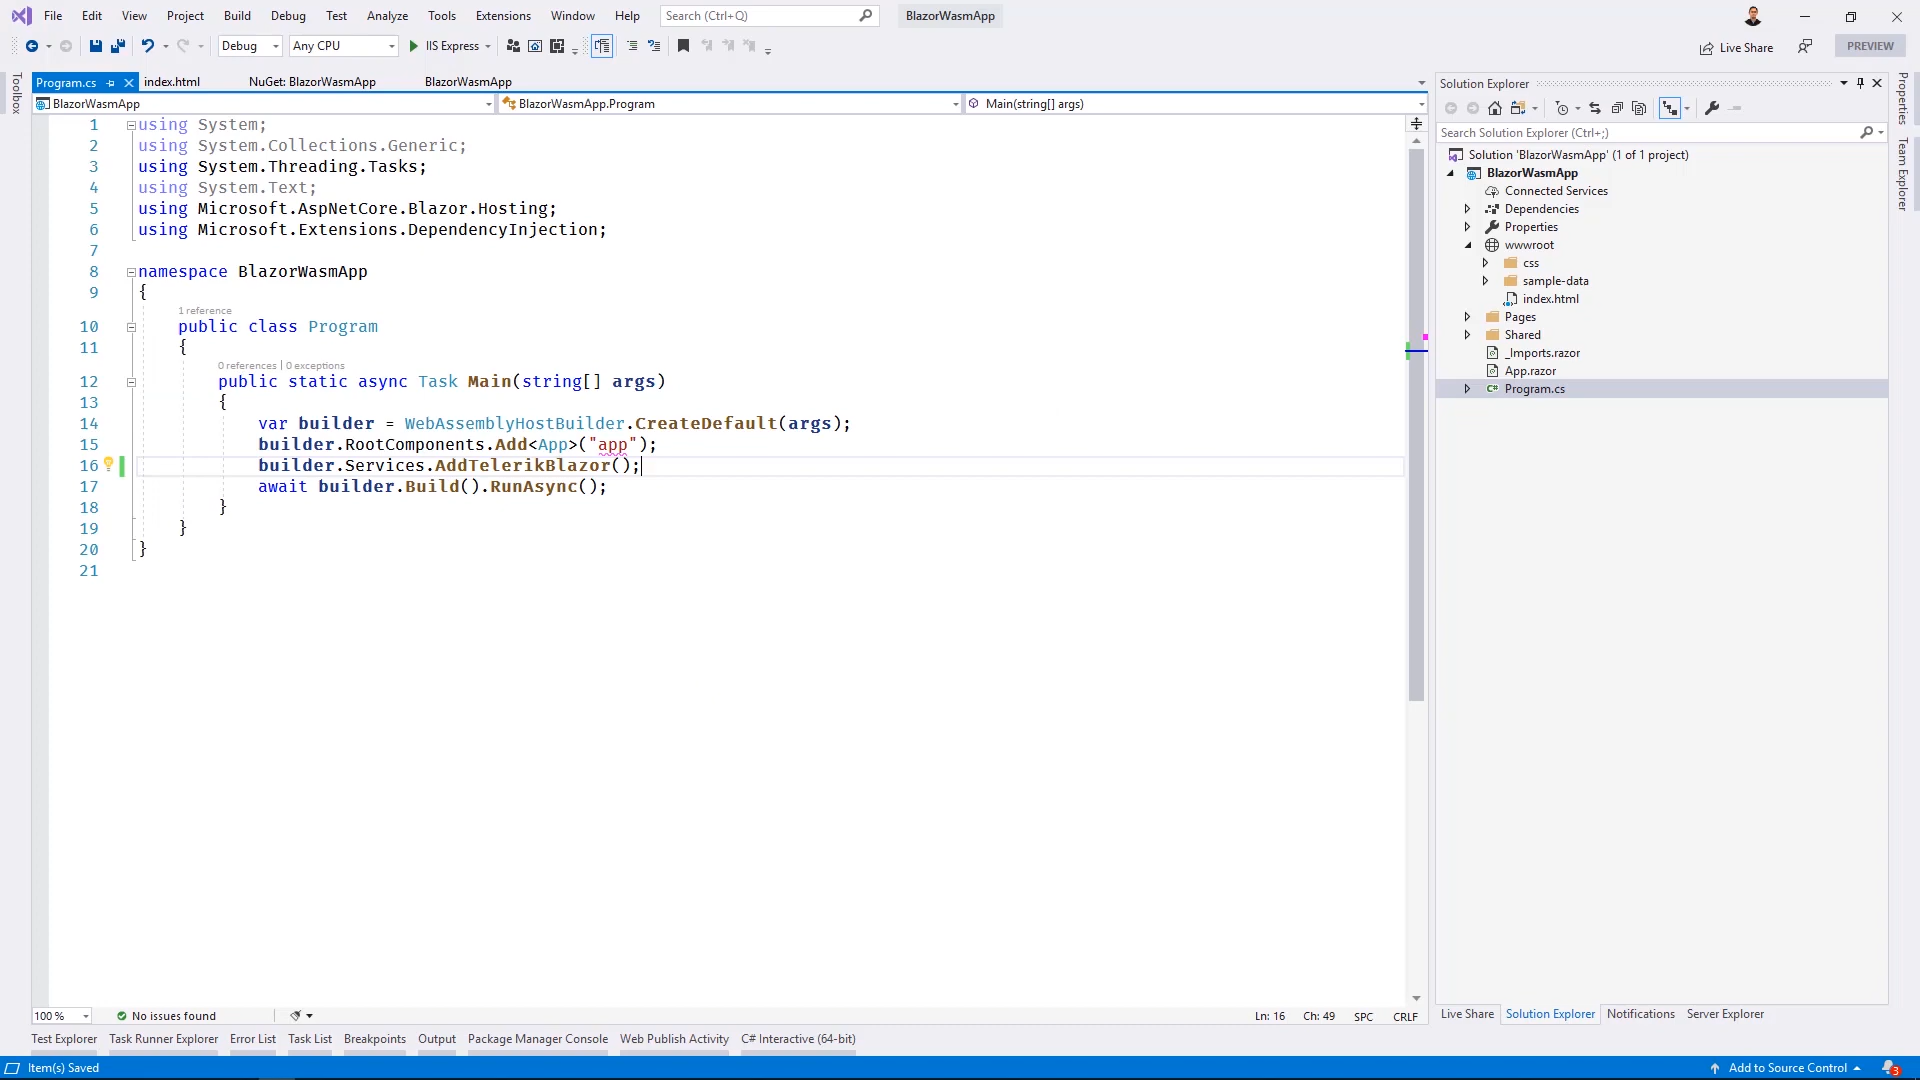 File Edit View Project Build Debug Test Analyze Tools Extensions Window Help Search (Ctrl+Q) BlazorWasmApp
Debug Any CPU IIS Express Live Share PREVIEW
Toolbox
Program.cs index.html NuGet: BlazorWasmApp BlazorWasmApp
BlazorWasmApp BlazorWasmApp.Program Main(string[] args)
1 using System;
2 using System.Collections.Generic;
3 using System.Threading.Tasks;
4 using System.Text;
5 using Microsoft.AspNetCore.Blazor.Hosting;
6 using Microsoft.Extensions.DependencyInjection;
7
8 namespace BlazorWasmApp
9 {
1 reference
10 public class Program
11 {
0 references | 0 exceptions
12 public static async Task Main(string[] args)
13 {
14 var builder = WebAssemblyHostBuilder.CreateDefault(args);
15 builder.RootComponents.Add<App>("app");
16 builder.Services.AddTelerikBlazor();
17 await builder.Build().RunAsync();
18 }
19 }
20 }
21
100 % No issues found Ln: 16 Ch: 49 SPC CRLF
Solution Explorer
Search Solution Explorer (Ctrl+;)
Solution 'BlazorWasmApp' (1 of 1 project)
BlazorWasmApp
Connected Services
Dependencies
Properties
wwwroot
css
sample-data
index.html
Pages
Shared
_Imports.razor
App.razor
C# Program.cs
Live Share Solution Explorer Notifications Server Explorer
Properties
Team Explorer
Test Explorer Task Runner Explorer Error List Task List Breakpoints Output Package Manager Console Web Publish Activity C# Interactive (64-bit)
Item(s) Saved Add to Source Control 3